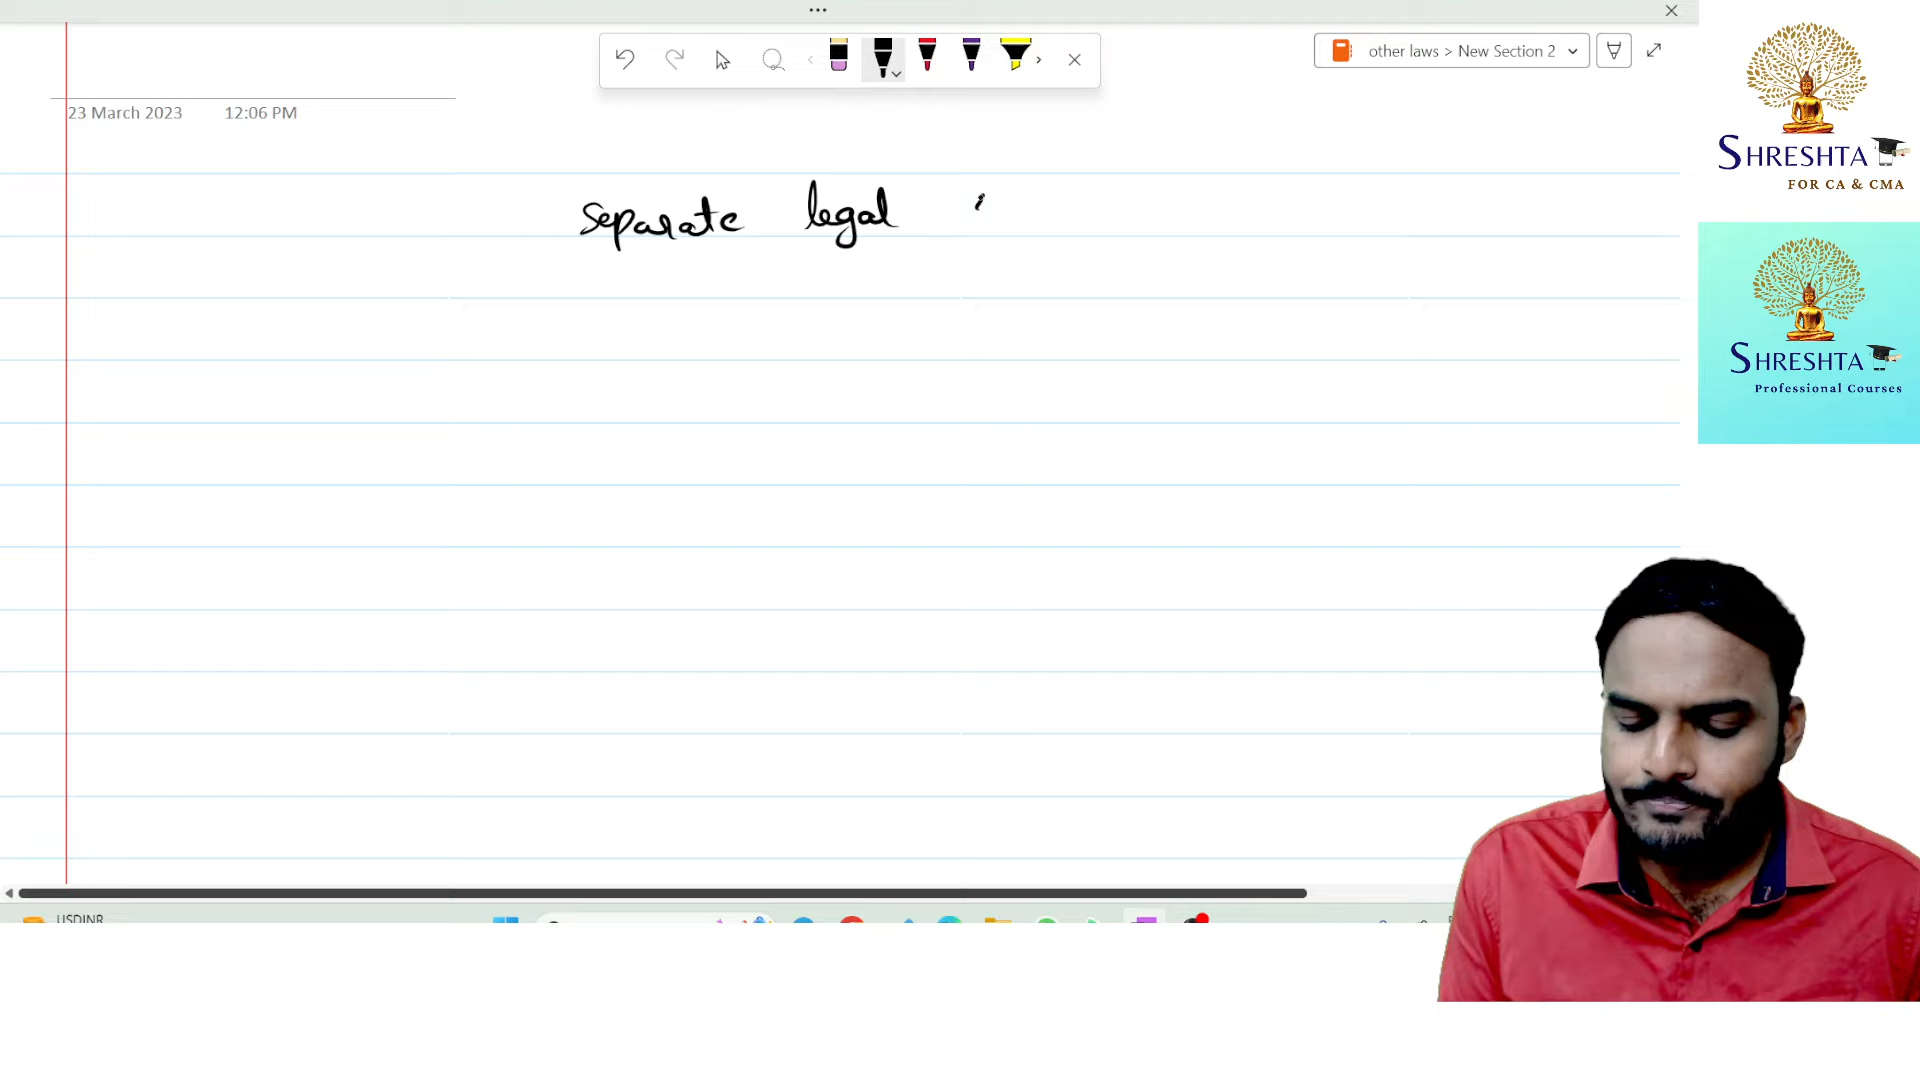 other laws > New Section 2
23 March 2023 12:06 PM
separate legal i
SHRESHTA
FOR CA & CMA
SHRESHTA
Professional Courses
USDINR